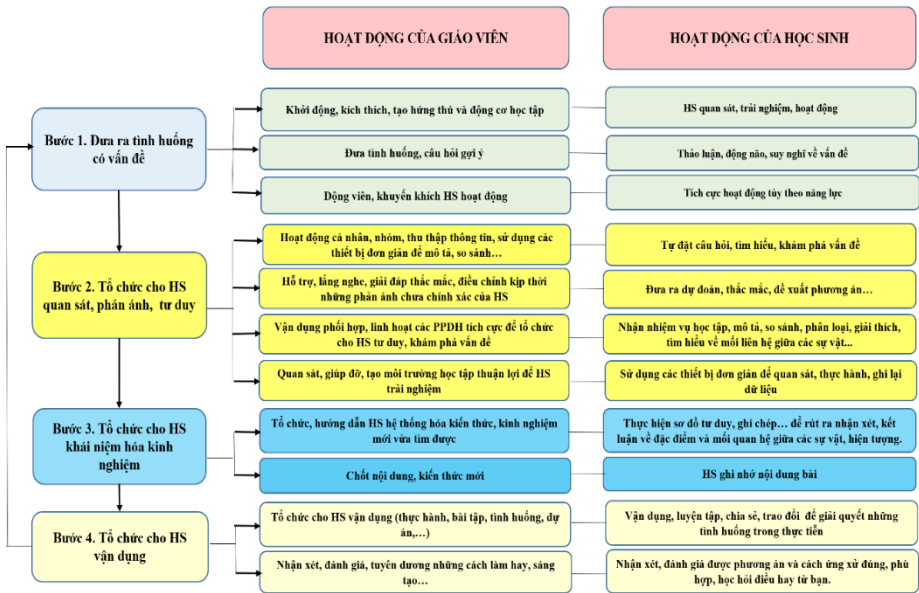 HOẠT ĐỘNG CỦA GIÁO VIÊN
HOẠT ĐỘNG CỦA HỌC SINH
Bước 1. Đưa ra tình huống
có vấn đề
Khởi động, kích thích, tạo hứng thú và động cơ học tập
HS quan sát, trải nghiệm, hoạt động
Đưa tình huống, câu hỏi gợi ý
Thảo luận, động não, suy nghĩ về vấn đề
Động viên, khuyến khích HS hoạt động
Tích cực hoạt động tùy theo năng lực
Bước 2. Tổ chức cho HS
quan sát, phản ánh, tư duy
Hoạt động cá nhân, nhóm, thu thập thông tin, sử dụng các
thiết bị đơn giản để mô tả, so sánh…
Tự đặt câu hỏi, tìm hiểu, khám phá vấn đề
Hỗ trợ, lắng nghe, giải đáp thắc mắc, điều chỉnh kịp thời
những phản ánh chưa chính xác của HS
Đưa ra dự đoán, thắc mắc, đề xuất phương án…
Vận dụng phối hợp, linh hoạt các PPDH tích cực để tổ chức
cho HS tư duy, khám phá vấn đề
Nhận nhiệm vụ học tập, mô tả, so sánh, phân loại, giải thích,
tìm hiểu về mối liên hệ giữa các sự vật...
Quan sát, giúp đỡ, tạo môi trường học tập thuận lợi để HS
trải nghiệm
Sử dụng các thiết bị đơn giản để quan sát, thực hành, ghi lại
dữ liệu
Bước 3. Tổ chức cho HS
khái niệm hóa kinh
nghiệm
Tổ chức, hướng dẫn HS hệ thống hóa kiến thức, kinh nghiệm
mới vừa tìm được
Thực hiện sơ đồ tư duy, ghi chép… để rút ra nhận xét, kết
luận về đặc điểm và mối quan hệ giữa các sự vật, hiện tượng.
Chốt nội dung, kiến thức mới
HS ghi nhớ nội dung bài
Bước 4. Tổ chức cho HS
vận dụng
Tổ chức cho HS vận dụng (thực hành, bài tập, tình huống, dự
án,…)
Vận dụng, luyện tập, chia sẻ, trao đổi để giải quyết những
tình huống trong thực tiễn
Nhận xét, đánh giá, tuyên dương những cách làm hay, sáng
tạo…
Nhận xét, đánh giá được phương án và cách ứng xử đúng, phù
hợp, học hỏi điều hay từ bạn.